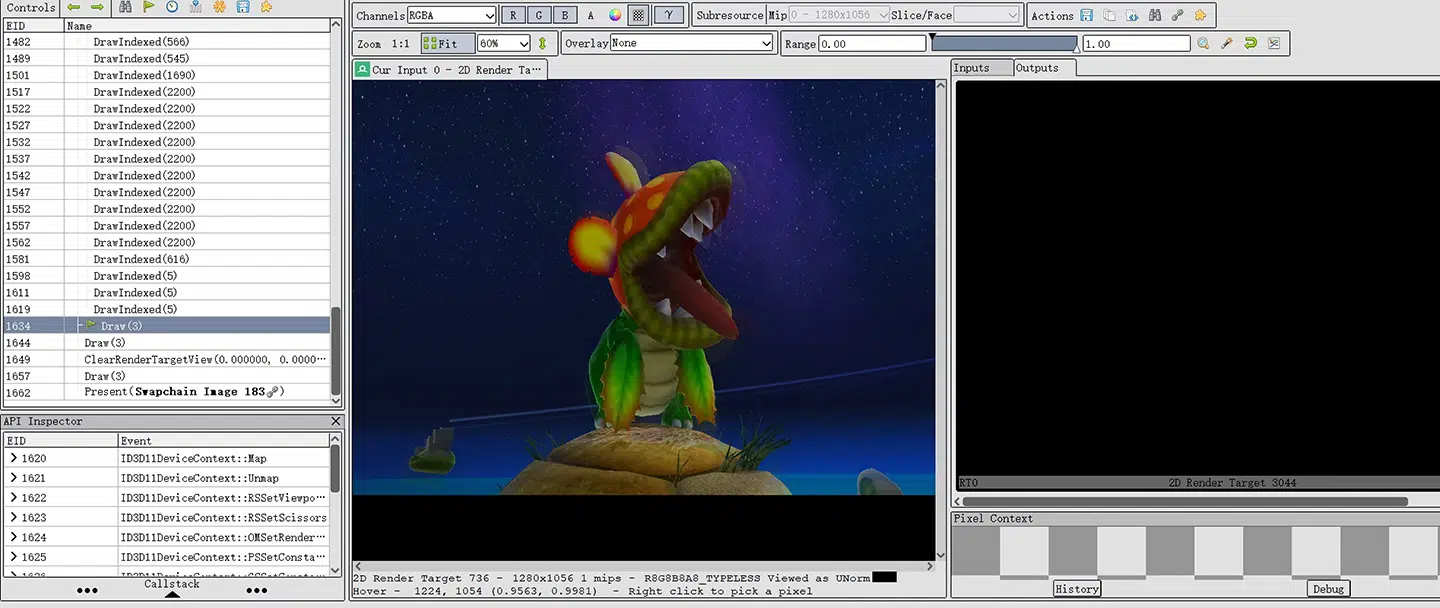 Controls
EID Name
1482 DrawIndexed(566)
1489 DrawIndexed(545)
1501 DrawIndexed(1690)
1517 DrawIndexed(2200)
1522 DrawIndexed(2200)
1527 DrawIndexed(2200)
1532 DrawIndexed(2200)
1537 DrawIndexed(2200)
1542 DrawIndexed(2200)
1547 DrawIndexed(2200)
1552 DrawIndexed(2200)
1557 DrawIndexed(2200)
1562 DrawIndexed(2200)
1581 DrawIndexed(616)
1598 DrawIndexed(5)
1611 DrawIndexed(5)
1619 DrawIndexed(5)
1634 Draw(3)
1644 Draw(3)
1649 ClearRenderTargetView(0.000000, 0.0000···
1657 Draw(3)
1662 Present(Swapchain Image 183)
API Inspector
EID Event
1620 ID3D11DeviceContext::Map
1621 ID3D11DeviceContext::Unmap
1622 ID3D11DeviceContext::RSSetViewpo···
1623 ID3D11DeviceContext::RSSetScissors
1624 ID3D11DeviceContext::OMSetRender···
1625 ID3D11DeviceContext::PSSetConsta···
Callstack
Channels RGBA R G B A γ Subresource Mip 0 - 1280x1056 Slice/Face Actions
Zoom 1:1 Fit 60% Overlay None Range 0.00 1.00
Cur Input 0 - 2D Render Ta···
2D Render Target 736 - 1280x1056 1 mips - R8G8B8A8_TYPELESS Viewed as UNorm
Hover - 1224, 1054 (0.9563, 0.9981) - Right click to pick a pixel
Inputs Outputs
RT0 2D Render Target 3044
Pixel Context
History Debug